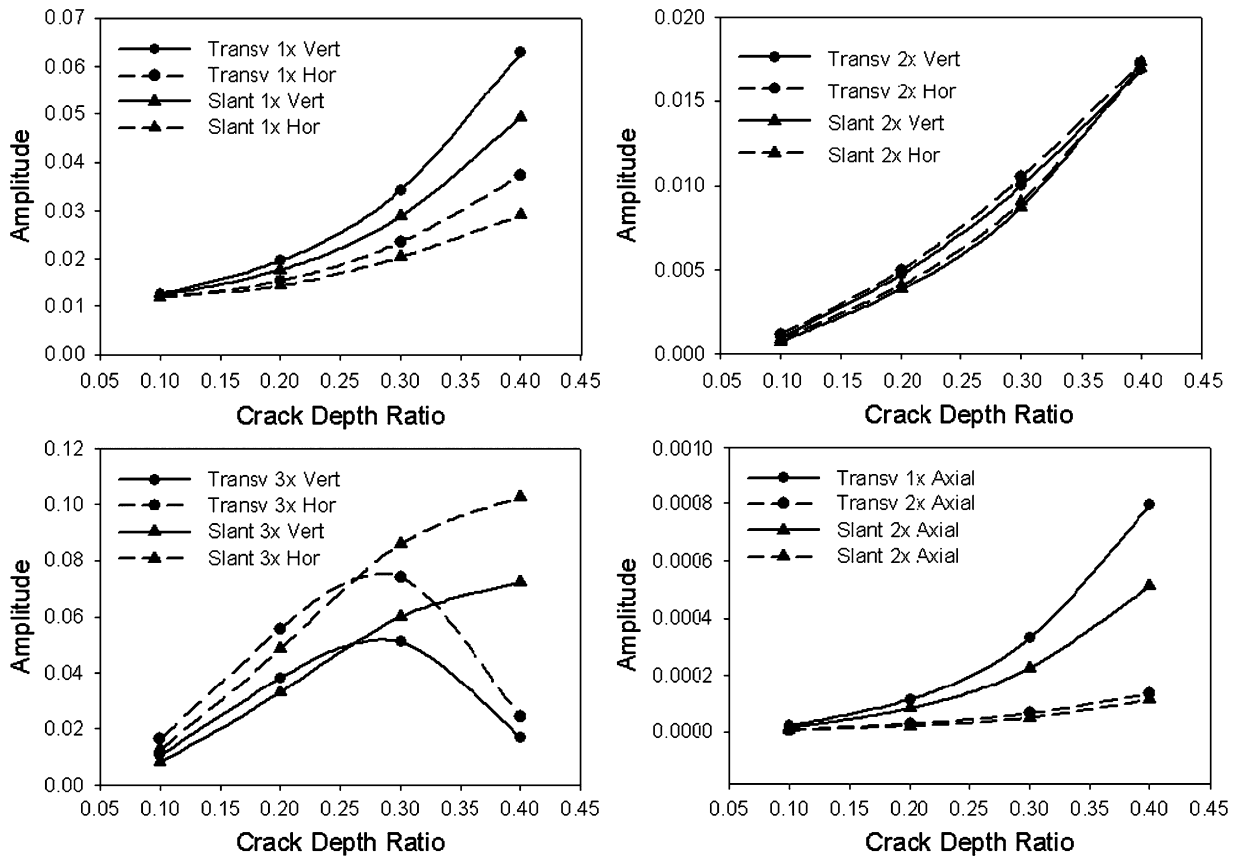 0.07
0.06
0.05
0.04
0.03
0.02
0.01
0.00
Amplitude
Transv 1x Vert
Transv 1x Hor
Slant 1x Vert
Slant 1x Hor
0.05 0.10 0.15 0.20 0.25 0.30 0.35 0.40 0.45
Crack Depth Ratio
0.020
0.015
0.010
0.005
0.000
Amplitude
Transv 2x Vert
Transv 2x Hor
Slant 2x Vert
Slant 2x Hor
0.05 0.10 0.15 0.20 0.25 0.30 0.35 0.40 0.45
Crack Depth Ratio
0.12
0.10
0.08
0.06
0.04
0.02
0.00
Amplitude
Transv 3x Vert
Transv 3x Hor
Slant 3x Vert
Slant 3x Hor
0.05 0.10 0.15 0.20 0.25 0.30 0.35 0.40 0.45
Crack Depth Ratio
0.0010
0.0008
0.0006
0.0004
0.0002
0.0000
Amplitude
Transv 1x Axial
Transv 2x Axial
Slant 2x Axial
Slant 2x Axial
0.05 0.10 0.15 0.20 0.25 0.30 0.35 0.40 0.45
Crack Depth Ratio